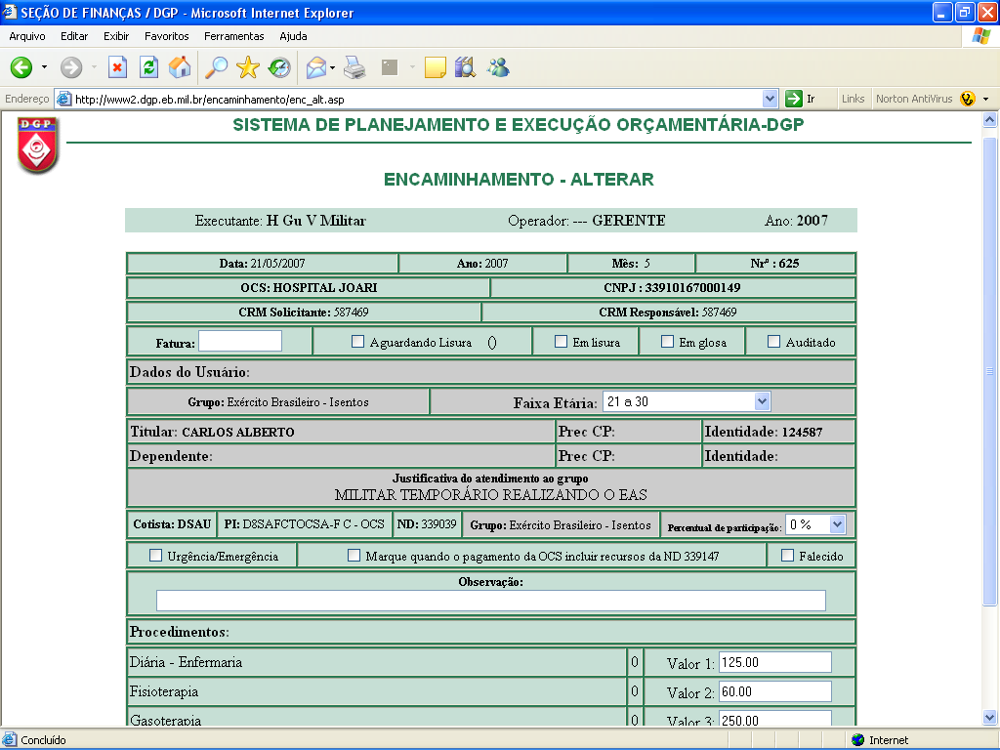 SEÇÃO DE FINANÇAS / DGP - Microsoft Internet Explorer
Arquivo Editar Exibir Favoritos Ferramentas Ajuda
Endereço http://www2.dgp.eb.mil.br/encaminhamento/enc_alt.asp Ir Links Norton AntiVirus
DGP
SISTEMA DE PLANEJAMENTO E EXECUÇÃO ORÇAMENTÁRIA-DGP
ENCAMINHAMENTO - ALTERAR
Executante: H Gu V Militar Operador: --- GERENTE Ano: 2007
Data: 21/05/2007 Ano: 2007 Mês: 5 Nrº : 625
OCS: HOSPITAL JOARI CNPJ : 33910167000149
CRM Solicitante: 587469 CRM Responsável: 587469
Fatura: Aguardando Lisura () Em lisura Em glosa Auditado
Dados do Usuário:
Grupo: Exército Brasileiro - Isentos Faixa Etária: 21 a 30
Titular: CARLOS ALBERTO Prec CP: Identidade: 124587
Dependente: Prec CP: Identidade:
Justificativa do atendimento ao grupo
MILITAR TEMPORÁRIO REALIZANDO O EAS
Cotista: DSAU PI: D8SAFCTOCSA-F C - OCS ND: 339039 Grupo: Exército Brasileiro - Isentos Percentual de participação: 0 %
Urgência/Emergência Marque quando o pagamento da OCS incluir recursos da ND 339147 Falecido
Observação:
Procedimentos:
Diária - Enfermaria 0 Valor 1: 125.00
Fisioterapia 0 Valor 2: 60.00
Gasoterapia 0 Valor 3: 250.00
Concluído Internet